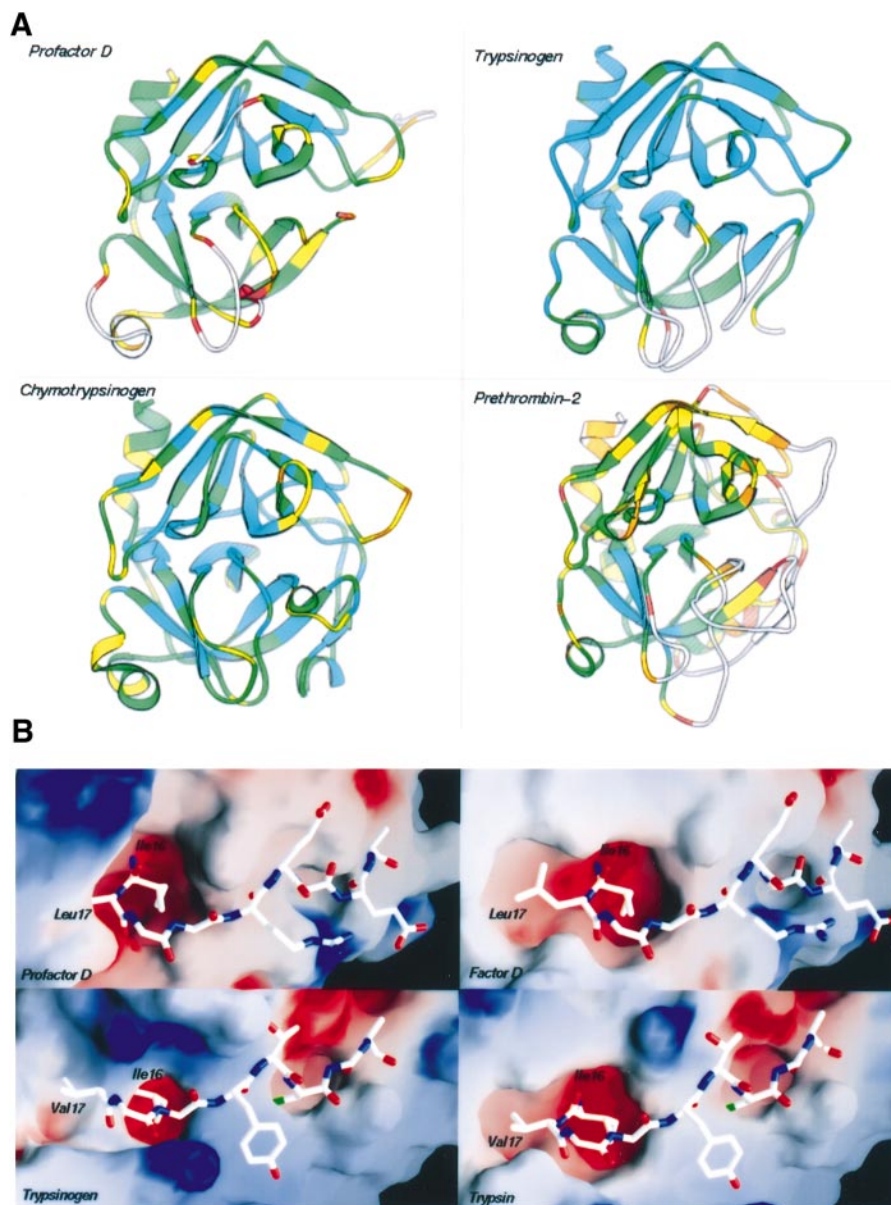 A
Profactor D
Trypsinogen
Chymotrypsinogen
Prethrombin-2
B
Ile16
Leu17
Profactor D
Ile16
Leu17
Factor D
Ile16
Val17
Trypsinogen
Ile16
Val17
Trypsin